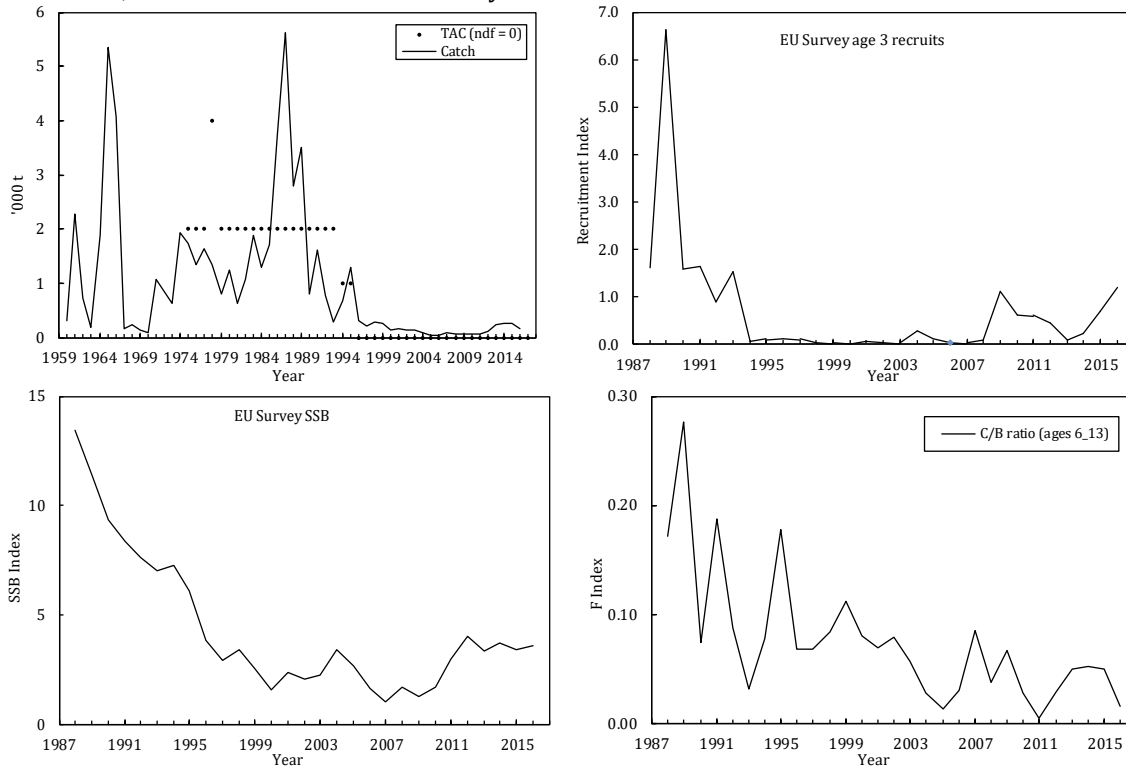 6
5
4
3
2
1
0
'000 t
TAC (ndf = 0)
Catch
1959 1964 1969 1974 1979 1984 1989 1994 1999 2004 2009 2014
Year
7.0
6.0
5.0
4.0
3.0
2.0
1.0
0.0
Recruitment Index
EU Survey age 3 recruits
1987 1991 1995 1999 2003 2007 2011 2015
Year
15
10
5
0
SSB Index
EU Survey SSB
1987 1991 1995 1999 2003 2007 2011 2015
Year
0.30
0.20
0.10
0.00
F Index
C/B ratio (ages 6_13)
1987 1991 1995 1999 2003 2007 2011 2015
Year